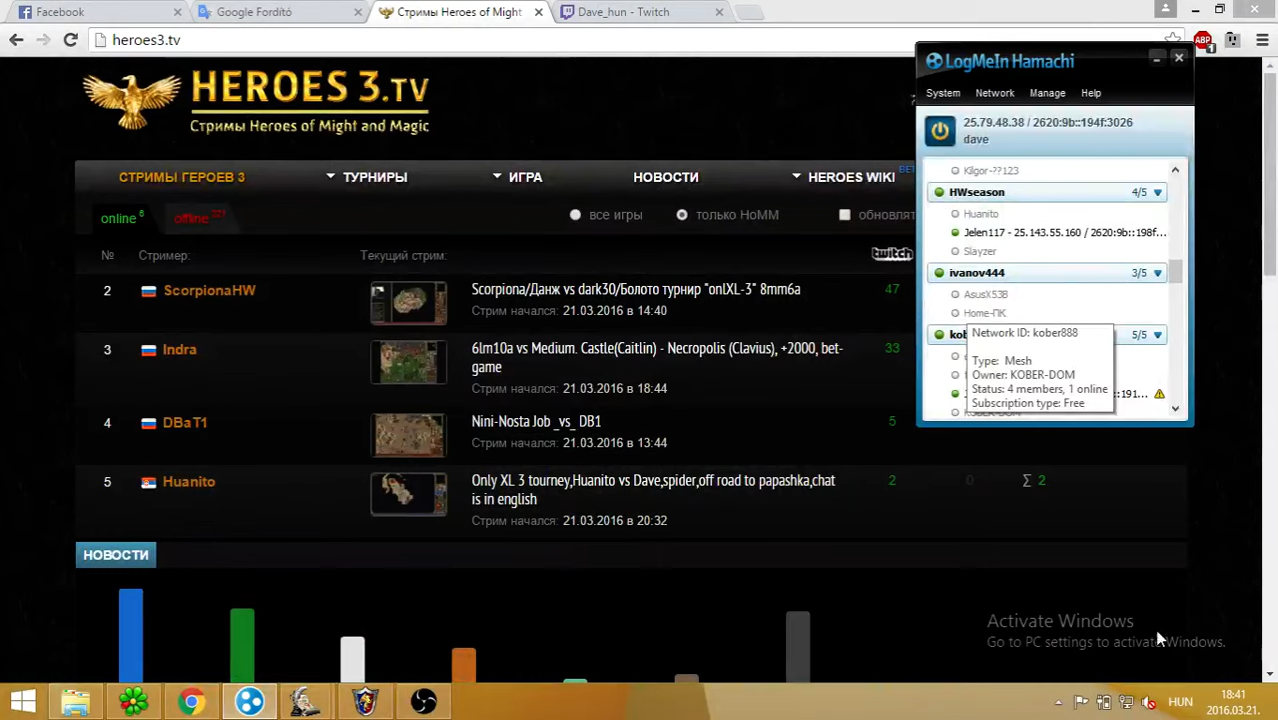 Facebook
Google Fordító
Стримы Heroes of Might
Dave_hun - Twitch
heroes3.tv
ABP
1
HEROES 3.TV
Стримы Heroes of Might and Magic
СТРИМЫ ГЕРОЕВ 3
ТУРНИРЫ
ИГРА
НОВОСТИ
HEROES WIKI
online 6
offline 221
все игры
только HoMM
обновлят
№
Стример:
Текущий стрим:
twitch
2
ScorpionaHW
Scorpiona/Данж vs dark30/Болото турнир "onlXL-3" 8mm6a
Стрим начался: 21.03.2016 в 14:40
47
3
Indra
6lm10a vs Medium. Castle(Caitlin) - Necropolis (Clavius), +2000, bet-
game
Стрим начался: 21.03.2016 в 18:44
33
4
DBaT1
Nini-Nosta Job _vs_ DB1
Стрим начался: 21.03.2016 в 13:44
5
5
Huanito
Only XL 3 tourney,Huanito vs Dave,spider,off road to papashka,chat
is in english
Стрим начался: 21.03.2016 в 20:32
2
0
∑ 2
НОВОСТИ
LogMeIn Hamachi
System
Network
Manage
Help
25.79.48.38 / 2620:9b::194f:3026
dave
Kilgor-??123
HWseason
4/5
Huanito
Jelen117 - 25.143.55.160 / 2620:9b::198f...
Slayzer
ivanov444
3/5
AsusX53B
Home-ПК
kob
5/5
Network ID: kober888
Type: Mesh
Owner: KOBER-DOM
Status: 4 members, 1 online
Subscription type: Free
::191...
Activate Windows
Go to PC settings to activate Windows.
HUN
18:41
2016.03.21.